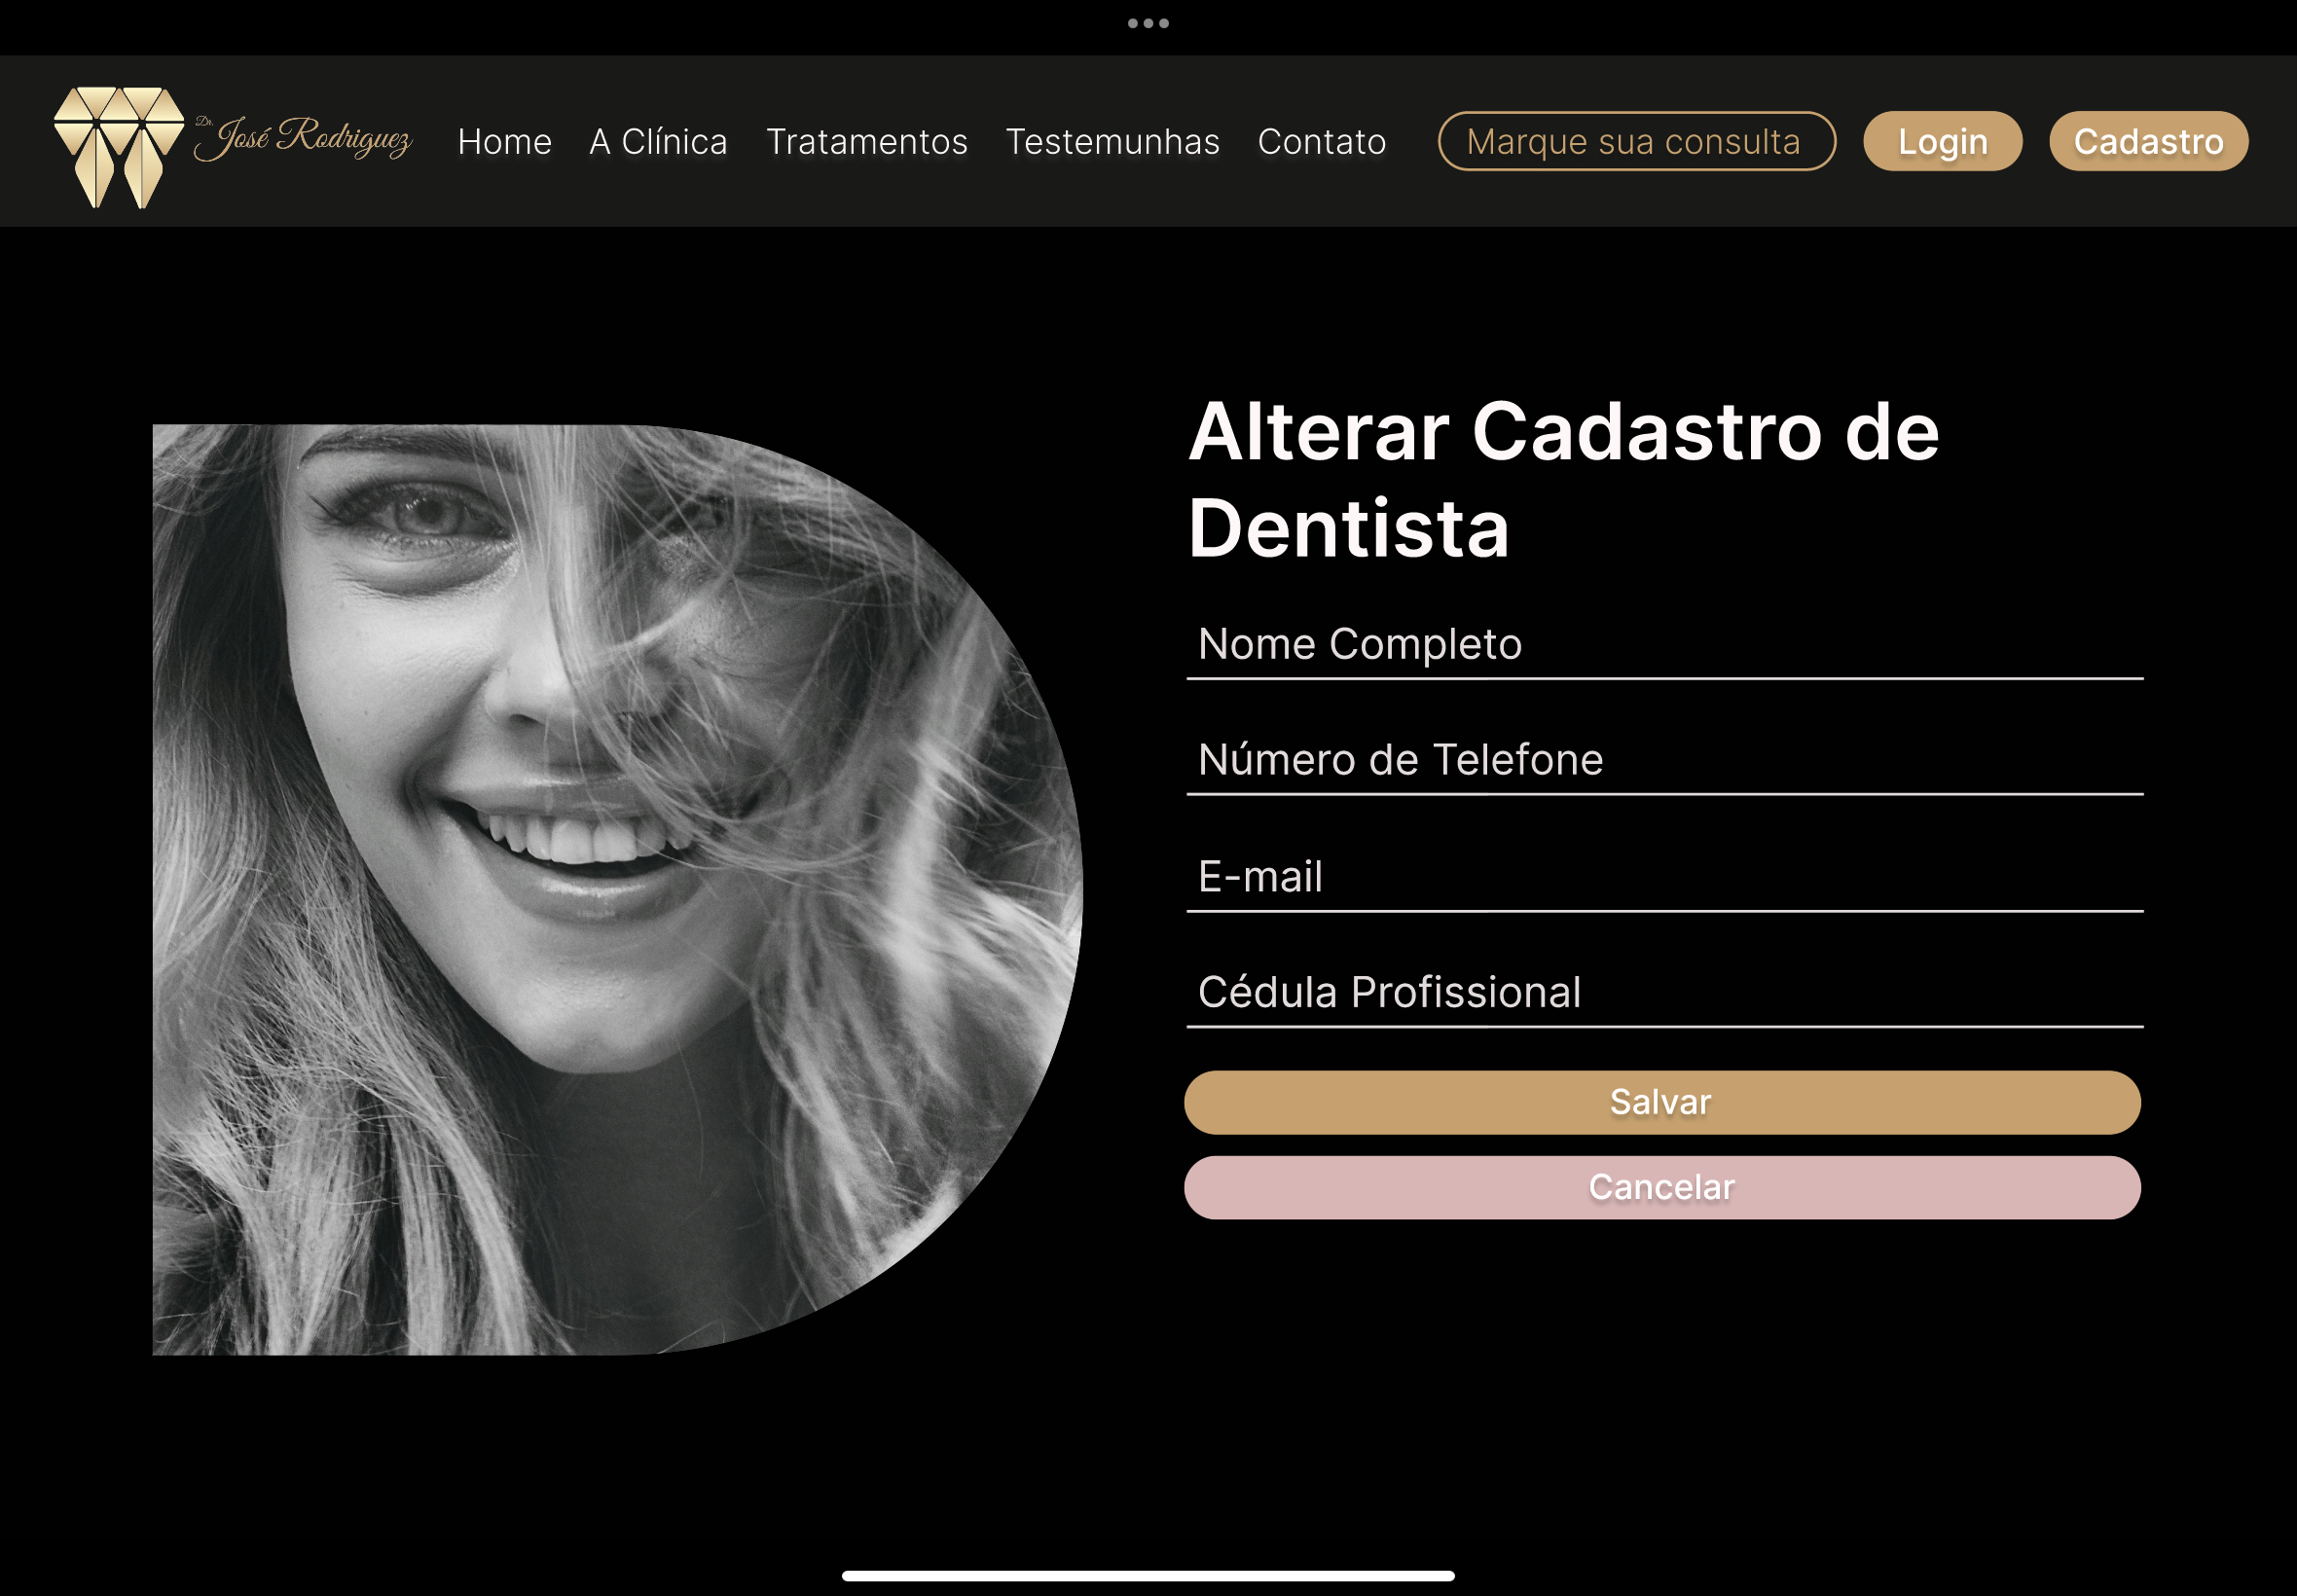 Dr. José Rodriguez
Home A Clínica Tratamentos Testemunhas Contato Marque sua consulta Login Cadastro
Alterar Cadastro de
Dentista
Nome Completo
Número de Telefone
E-mail
Cédula Profissional
Salvar
Cancelar